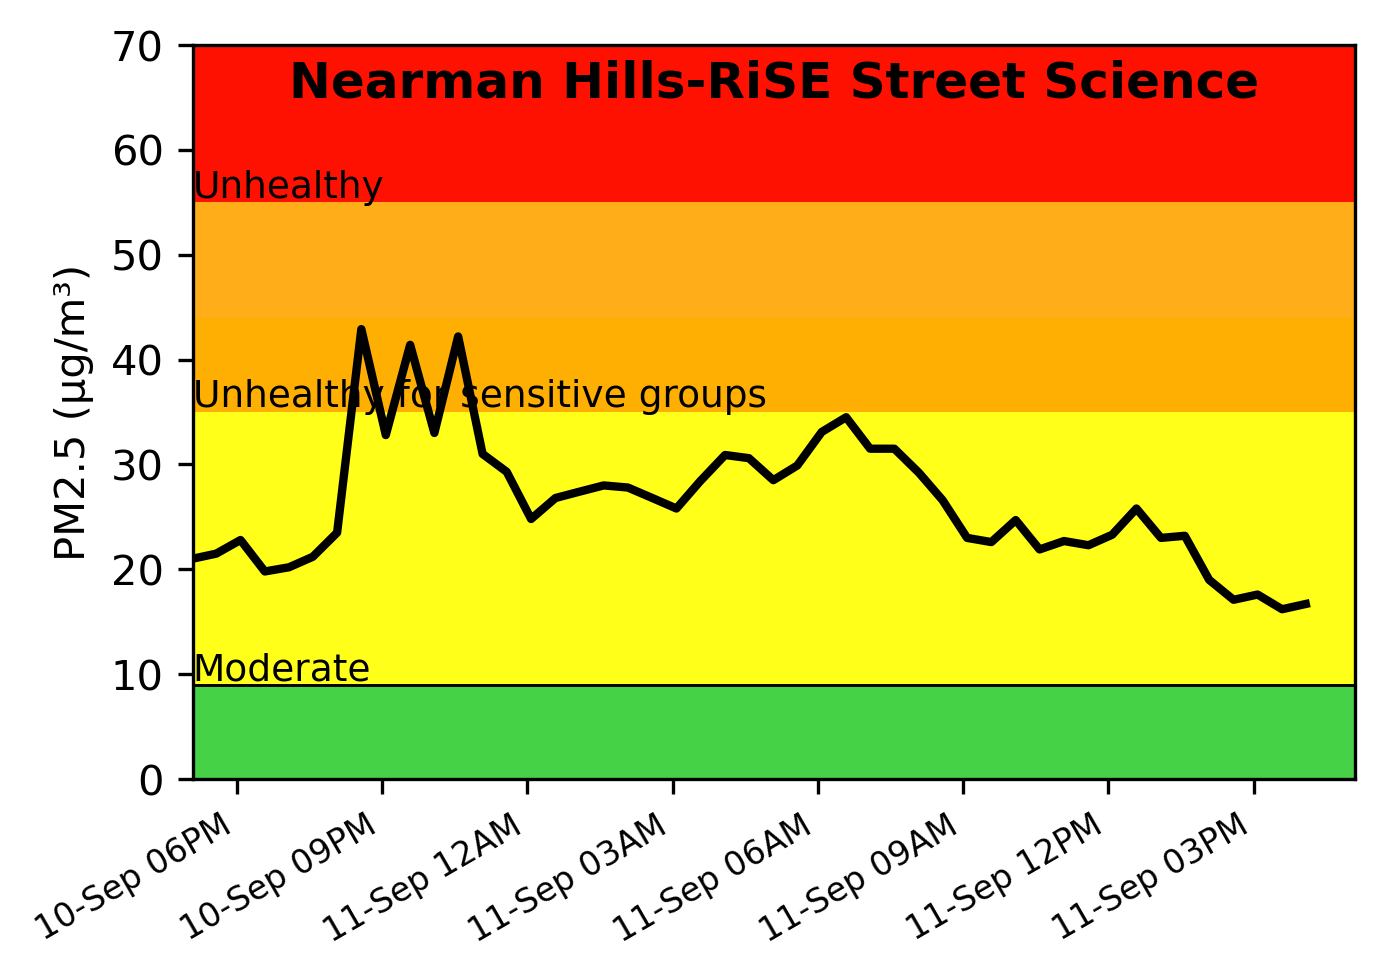 Nearman Hills-RiSE Street Science
70
60
50
40
30
20
10
0
PM2.5 (µg/m³)
Unhealthy
Unhealthy for sensitive groups
Moderate
10-Sep 06PM
10-Sep 09PM
11-Sep 12AM
11-Sep 03AM
11-Sep 06AM
11-Sep 09AM
11-Sep 12PM
11-Sep 03PM